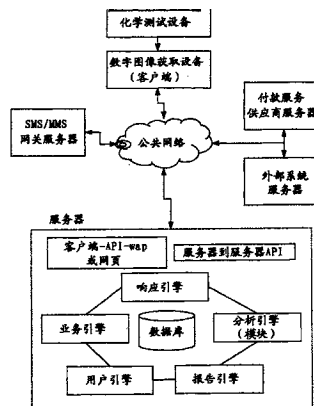 化学测试设备
数字图像获取设备
(客户端)
付款服务
供应商服务器
SMS/MMS
网关服务器
公共网络
外部系统
服务器
服务器
客户端-API-wap
或网页
服务器到服务器API
响应引擎
业务引擎
数据库
分析引擎
(模块)
用户引擎
报告引擎